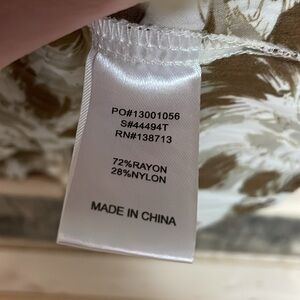 PO#13001056
S#44494T
RN#138713
72%RAYON
28%NYLON
MADE IN CHINA